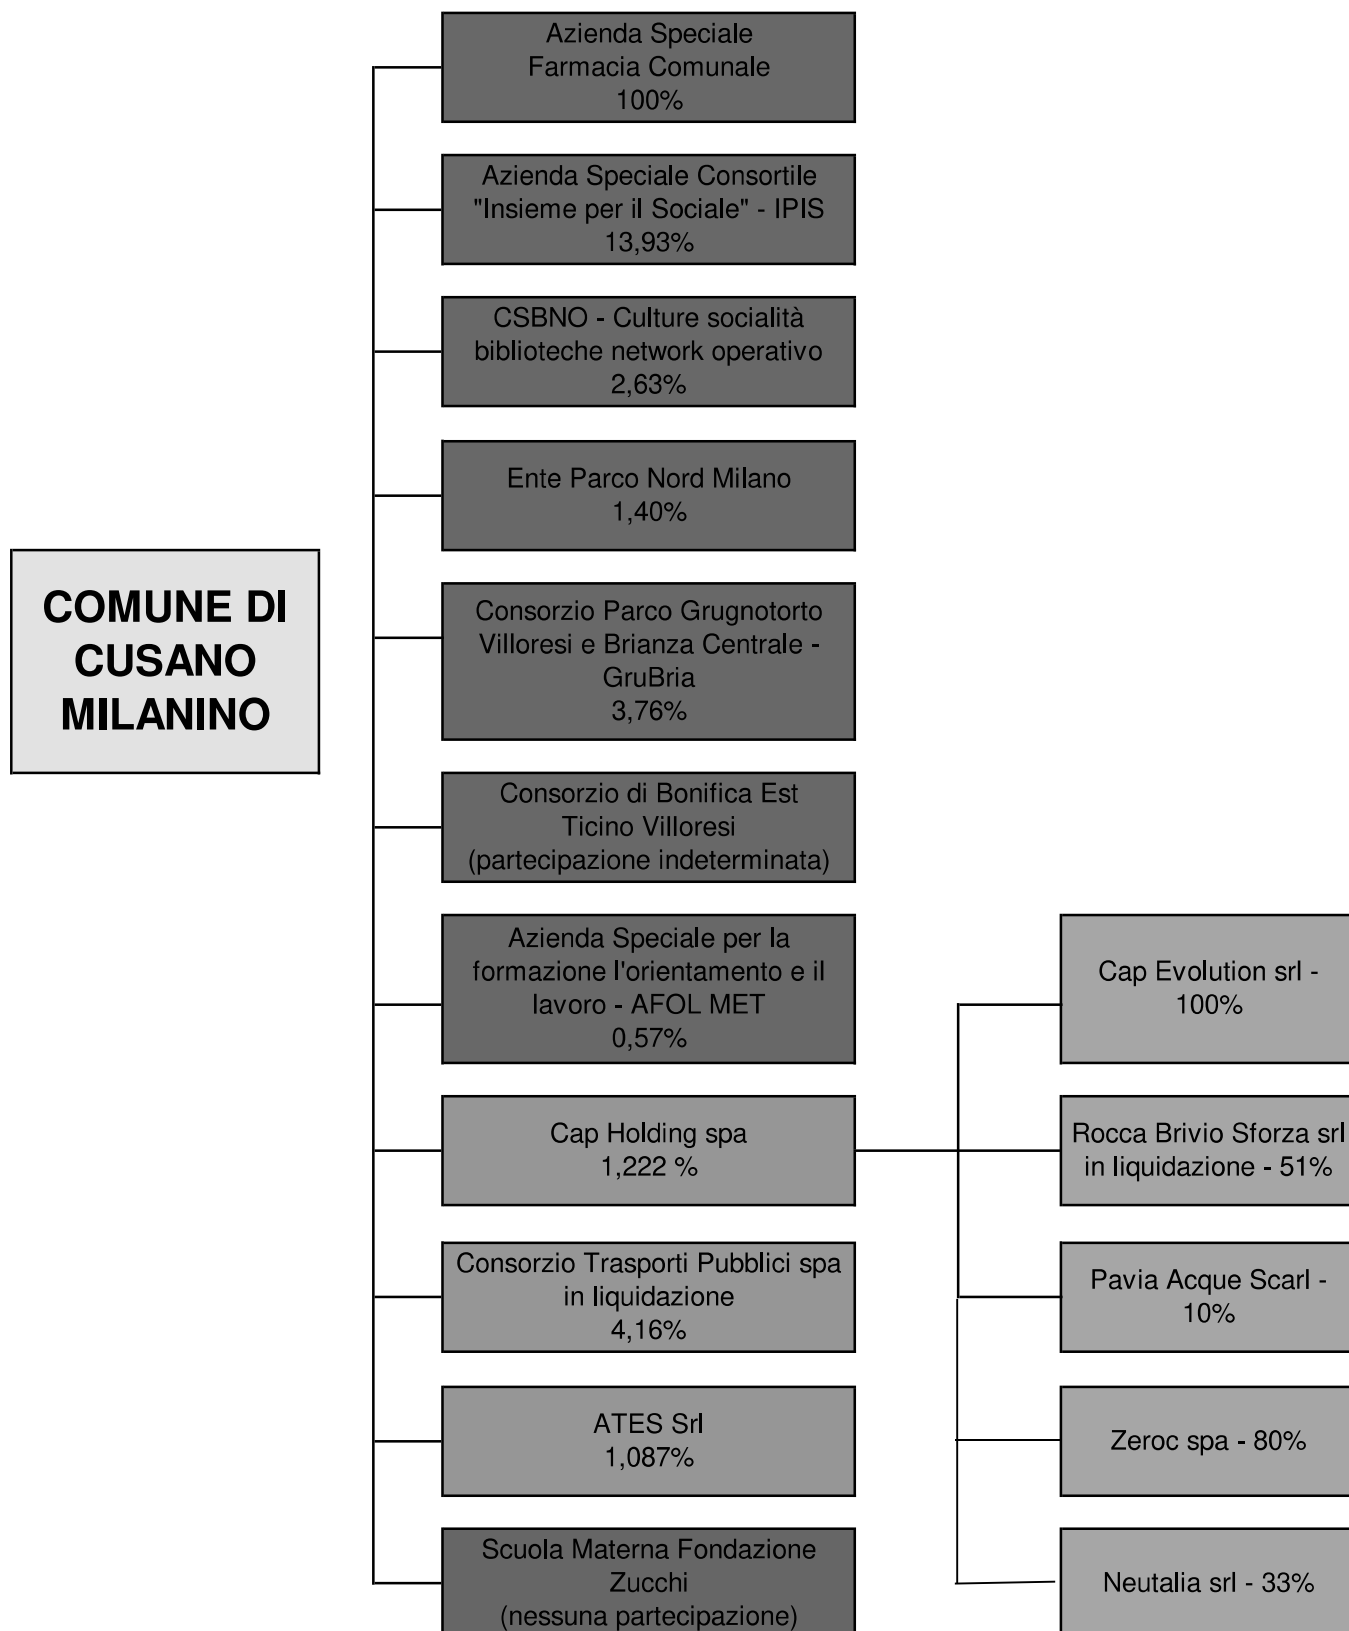 Azienda Speciale
Farmacia Comunale
100%
Azienda Speciale Consortile
"Insieme per il Sociale" - IPIS
13,93%
CSBNO - Culture socialità
biblioteche network operativo
2,63%
Ente Parco Nord Milano
1,40%
COMUNE DI
CUSANO
MILANINO
Consorzio Parco Grugnotorto
Villoresi e Brianza Centrale -
GruBria
3,76%
Consorzio di Bonifica Est
Ticino Villoresi
(partecipazione indeterminata)
Azienda Speciale per la
formazione l'orientamento e il
lavoro - AFOL MET
0,57%
Cap Holding spa
1,222 %
Consorzio Trasporti Pubblici spa
in liquidazione
4,16%
ATES Srl
1,087%
Scuola Materna Fondazione
Zucchi
(nessuna partecipazione)
Cap Evolution srl -
100%
Rocca Brivio Sforza srl
in liquidazione - 51%
Pavia Acque Scarl -
10%
Zeroc spa - 80%
Neutalia srl - 33%